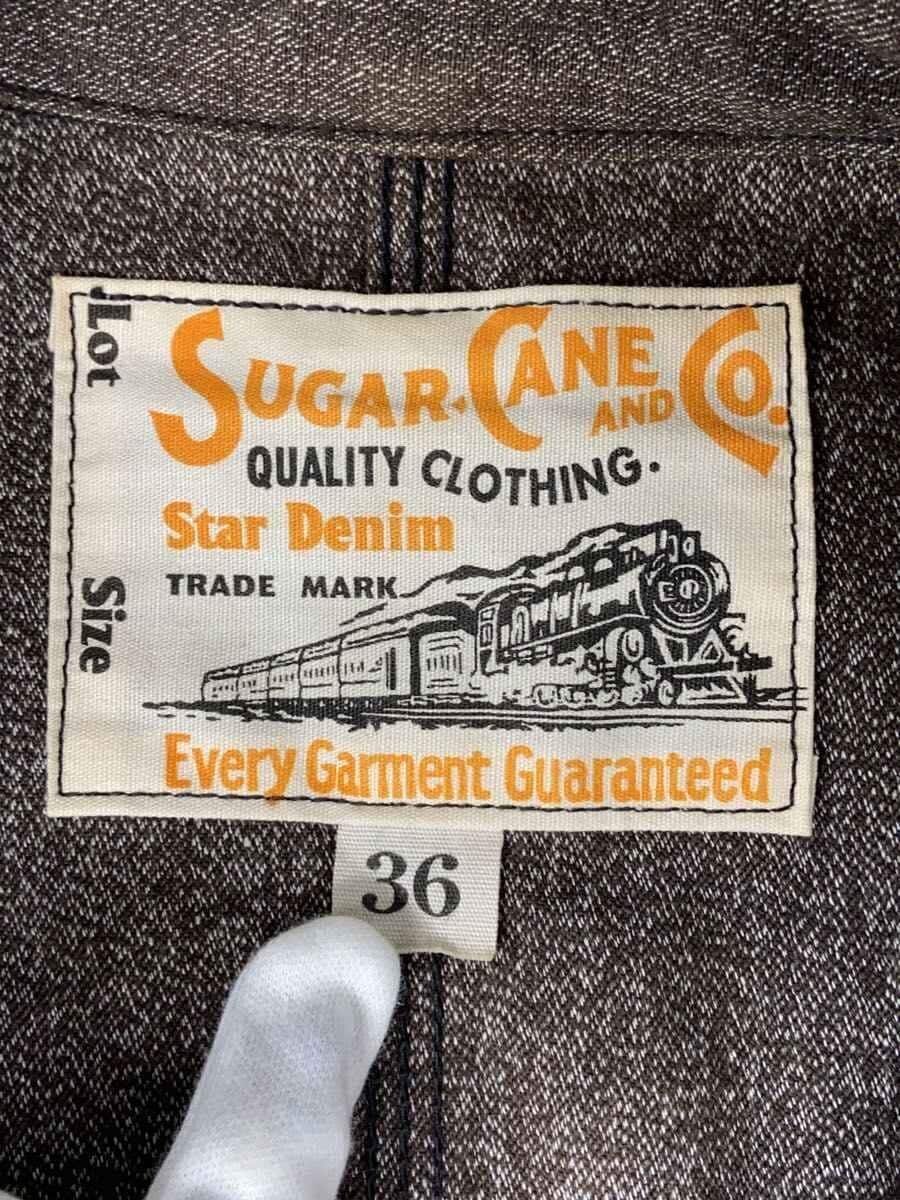 Lot
Size
SUGAR CANE AND CO.
QUALITY CLOTHING.
Star Denim
TRADE MARK
Every Garment Guaranteed
36